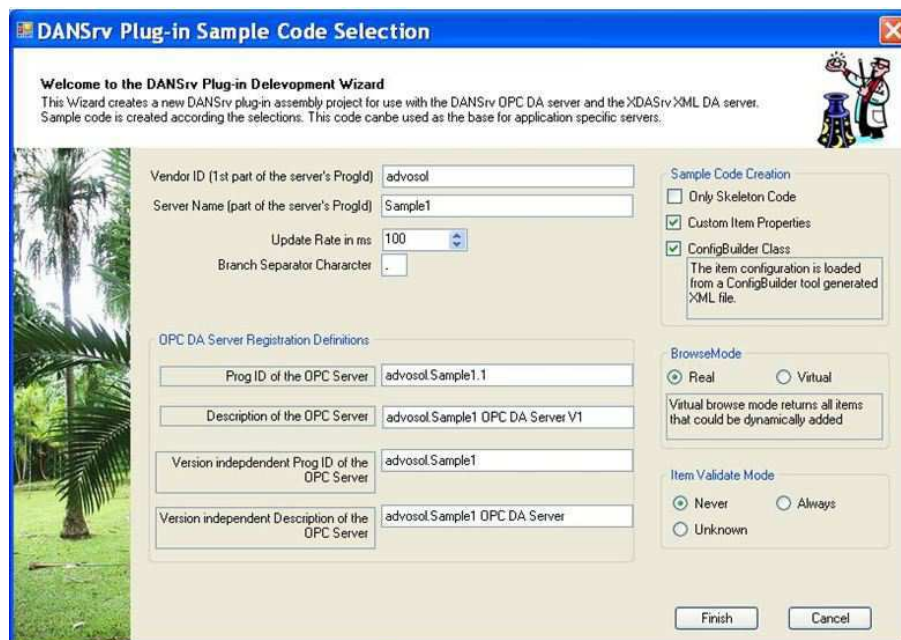 DANSrv Plug-in Sample Code Selection
Welcome to the DANSrv Plug-in Delevopment Wizard
This Wizard creates a new DANSrv plug-in assembly project for use with the DANSrv OPC DA server and the XDASrv XML DA server.
Sample code is created according the selections. This code canbe used as the base for application specific servers.
Vendor ID (1st part of the server's ProgId) advosol
Server Name (part of the server's ProgId) Sample1
Update Rate in ms 100
Branch Separator Chararcter .
OPC DA Server Registration Definitions
Prog ID of the OPC Server advosol.Sample1.1
Description of the OPC Server advosol.Sample1 OPC DA Server V1
Version indepdendent Prog ID of the
OPC Server
advosol.Sample1
Version independent Description of the
OPC Server
advosol.Sample1 OPC DA Server
Sample Code Creation
Only Skeleton Code
Custom Item Properties
ConfigBuilder Class
The item configuration is loaded
from a ConfigBuilder tool generated
XML file.
BrowseMode
Real Virtual
Virtual browse mode returns all items
that could be dynamically added
Item Validate Mode
Never Always
Unknown
Finish Cancel